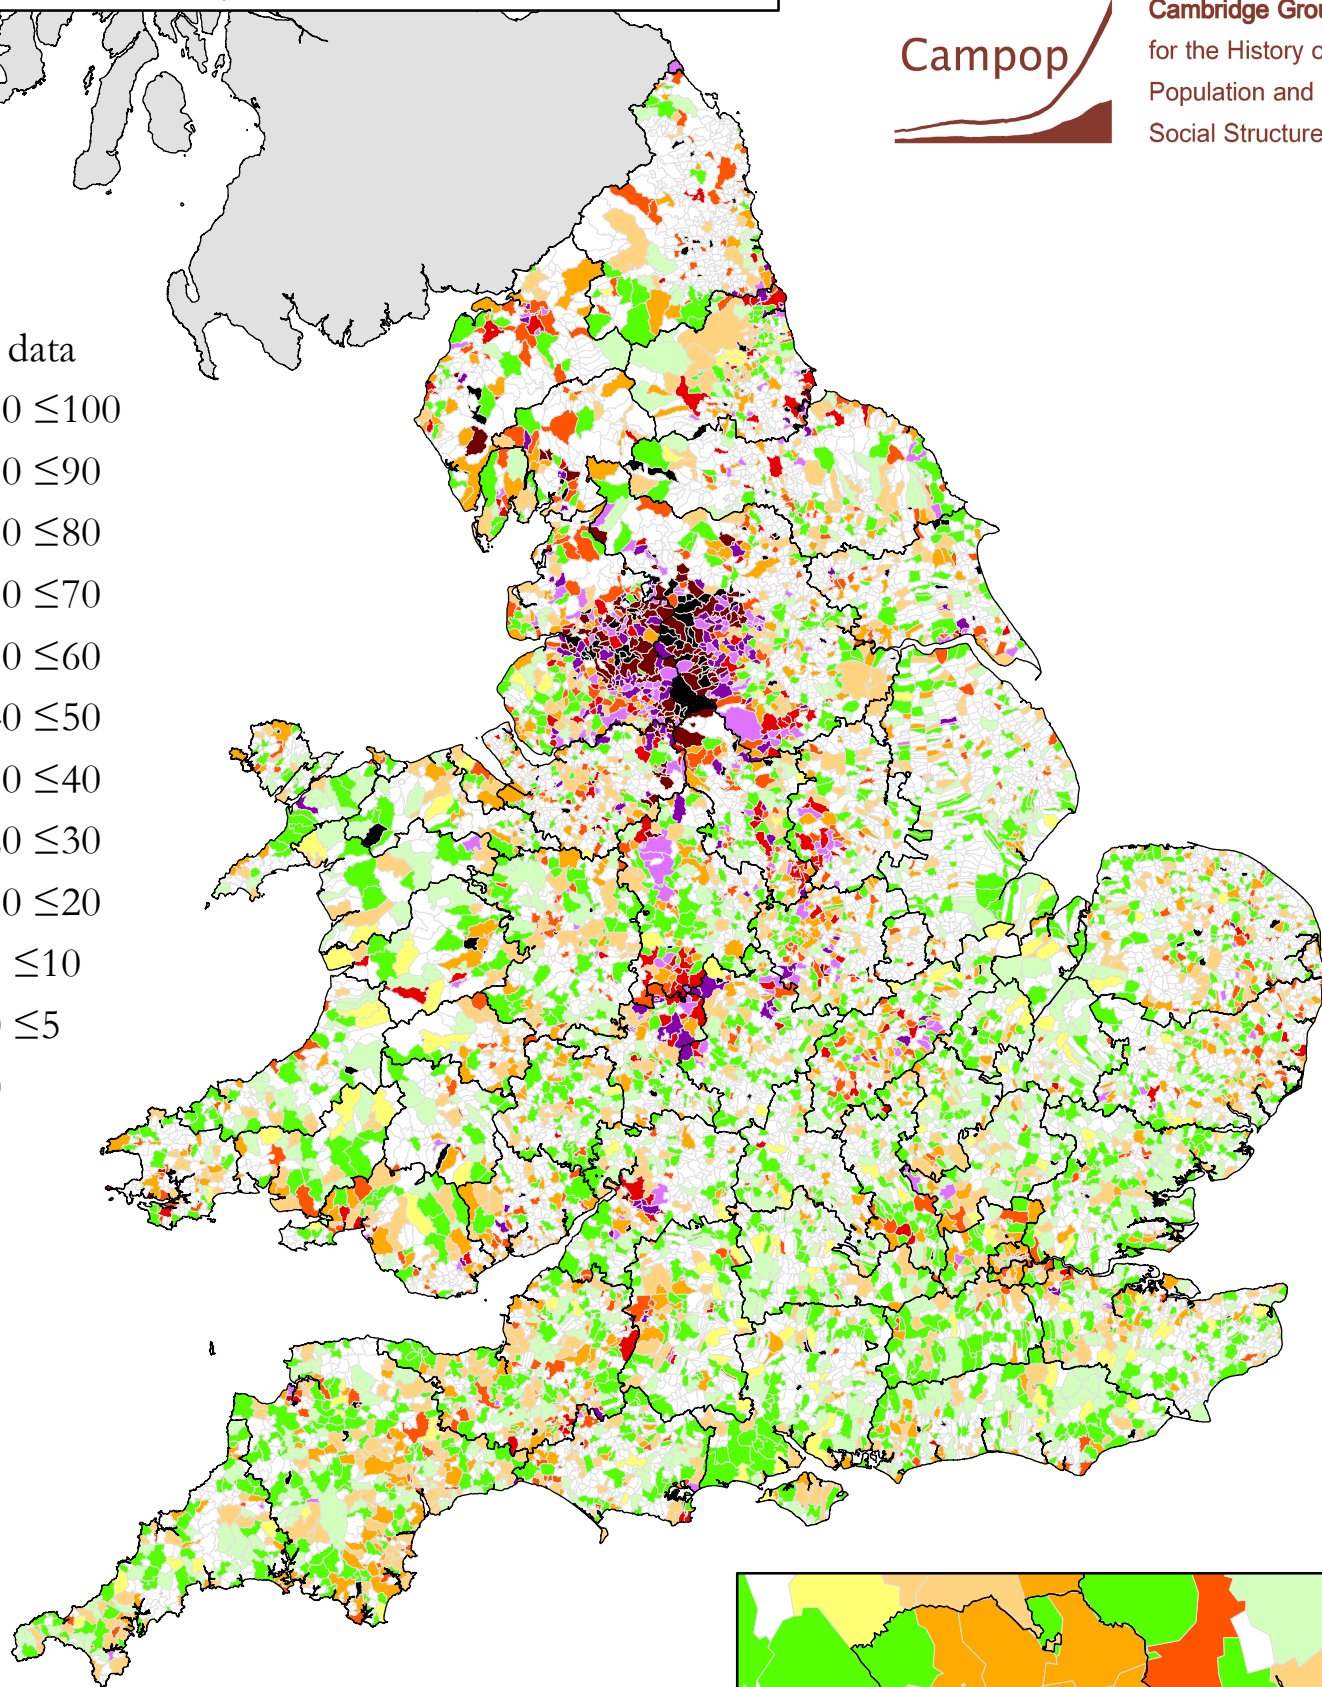 Campop
Cambridge Grou
for the History o
Population and
Social Structure
data
0 ≤100
0 ≤90
0 ≤80
0 ≤70
0 ≤60
0 ≤50
0 ≤40
0 ≤30
0 ≤20
≤10
≤5